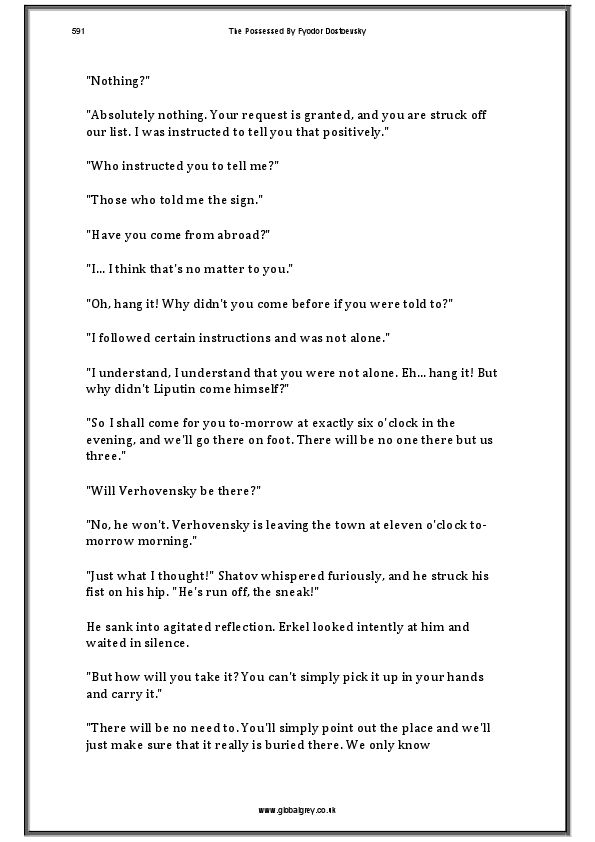 591
The Possessed By Fyodor Dostoevsky
"Nothing?"
"Absolutely nothing. Your request is granted, and you are struck off
our list. I was instructed to tell you that positively."
"Who instructed you to tell me?"
"Those who told me the sign."
"Have you come from abroad?"
"I... I think that's no matter to you."
"Oh, hang it! Why didn't you come before if you were told to?"
"I followed certain instructions and was not alone."
"I understand, I understand that you were not alone. Eh... hang it! But
why didn't Liputin come himself?"
"So I shall come for you to-morrow at exactly six o'clock in the
evening, and we'll go there on foot. There will be no one there but us
three."
"Will Verhovensky be there?"
"No, he won't. Verhovensky is leaving the town at eleven o'clock to-
morrow morning."
"Just what I thought!" Shatov whispered furiously, and he struck his
fist on his hip. "He's run off, the sneak!"
He sank into agitated reflection. Erkel looked intently at him and
waited in silence.
"But how will you take it? You can't simply pick it up in your hands
and carry it."
"There will be no need to. You'll simply point out the place and we'll
just make sure that it really is buried there. We only know
www.globalgrey.co.uk